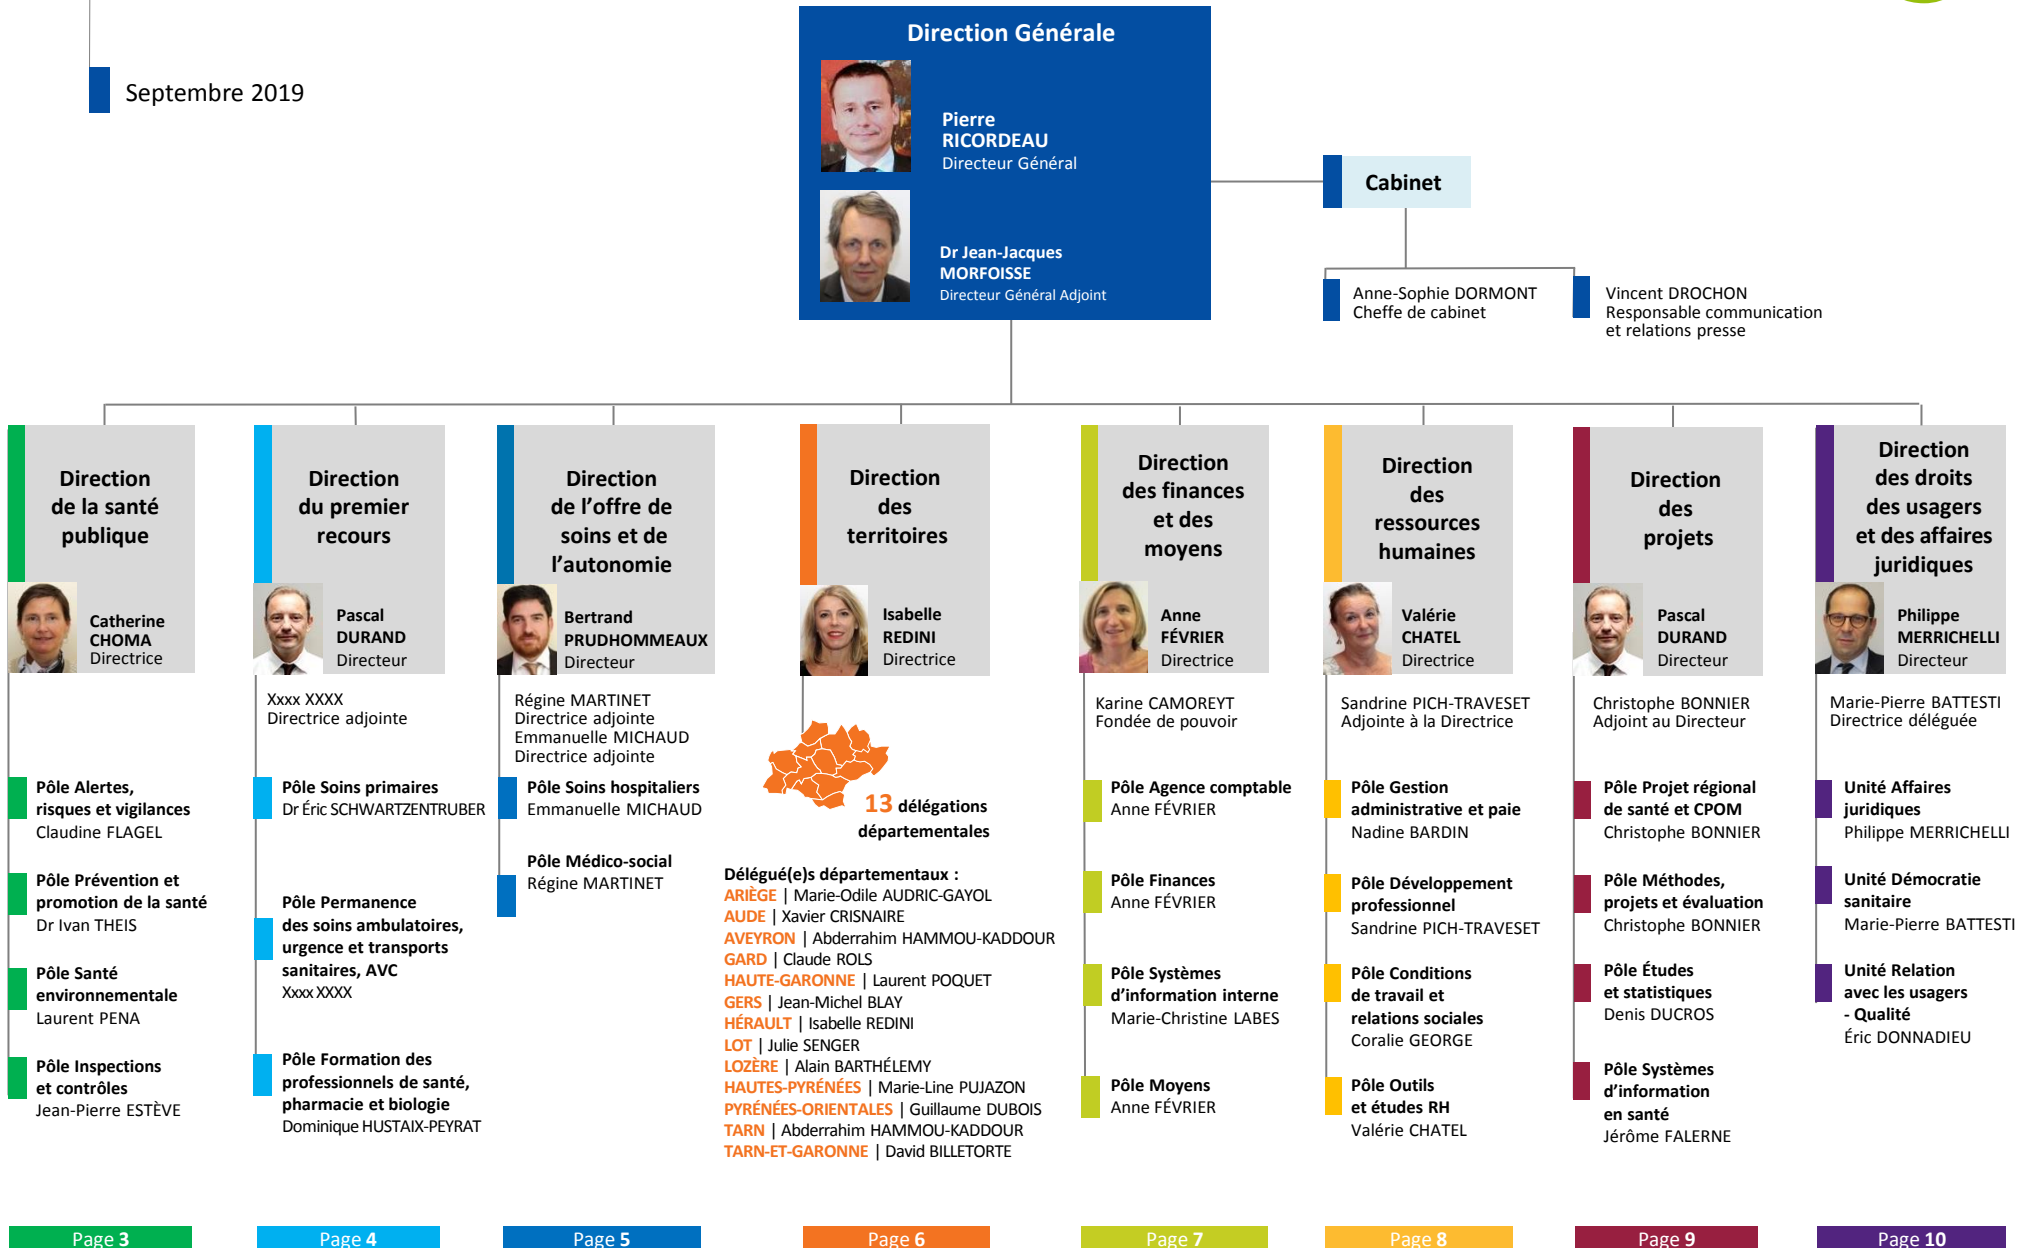 Septembre 2019
Direction Générale
Pierre
RICORDEAU
Directeur Général
Dr Jean-Jacques
MORFOISSE
Directeur Général Adjoint
Cabinet
Anne-Sophie DORMONT
Cheffe de cabinet
Vincent DROCHON
Responsable communication
et relations presse
Direction
de la santé
publique
Catherine
CHOMA
Directrice
Pôle Alertes,
risques et vigilances
Claudine FLAGEL
Pôle Prévention et
promotion de la santé
Dr Ivan THEIS
Pôle Santé
environnementale
Laurent PENA
Pôle Inspections
et contrôles
Jean-Pierre ESTÈVE
Page 3
Direction
du premier
recours
Pascal
DURAND
Directeur
Xxxx XXXX
Directrice adjointe
Pôle Soins primaires
Dr Éric SCHWARTZENTRUBER
Pôle Permanence
des soins ambulatoires,
urgence et transports
sanitaires, AVC
Xxxx XXXX
Pôle Formation des
professionnels de santé,
pharmacie et biologie
Dominique HUSTAIX-PEYRAT
Page 4
Direction
de l’offre de
soins et de
l’autonomie
Bertrand
PRUDHOMMEAUX
Directeur
Régine MARTINET
Directrice adjointe
Emmanuelle MICHAUD
Directrice adjointe
Pôle Soins hospitaliers
Emmanuelle MICHAUD
Pôle Médico-social
Régine MARTINET
Page 5
Direction
des
territoires
Isabelle
REDINI
Directrice
13 délégations
départementales
Délégué(e)s départementaux :
ARIÈGE | Marie-Odile AUDRIC-GAYOL
AUDE | Xavier CRISNAIRE
AVEYRON | Abderrahim HAMMOU-KADDOUR
GARD | Claude ROLS
HAUTE-GARONNE | Laurent POQUET
GERS | Jean-Michel BLAY
HÉRAULT | Isabelle REDINI
LOT | Julie SENGER
LOZÈRE | Alain BARTHÉLEMY
HAUTES-PYRÉNÉES | Marie-Line PUJAZON
PYRÉNÉES-ORIENTALES | Guillaume DUBOIS
TARN | Abderrahim HAMMOU-KADDOUR
TARN-ET-GARONNE | David BILLETORTE
Page 6
Direction
des finances
et des
moyens
Anne
FÉVRIER
Directrice
Karine CAMOREYT
Fondée de pouvoir
Pôle Agence comptable
Anne FÉVRIER
Pôle Finances
Anne FÉVRIER
Pôle Systèmes
d’information interne
Marie-Christine LABES
Pôle Moyens
Anne FÉVRIER
Page 7
Direction
des
ressources
humaines
Valérie
CHATEL
Directrice
Sandrine PICH-TRAVESET
Adjointe à la Directrice
Pôle Gestion
administrative et paie
Nadine BARDIN
Pôle Développement
professionnel
Sandrine PICH-TRAVESET
Pôle Conditions
de travail et
relations sociales
Coralie GEORGE
Pôle Outils
et études RH
Valérie CHATEL
Page 8
Direction
des
projets
Pascal
DURAND
Directeur
Christophe BONNIER
Adjoint au Directeur
Pôle Projet régional
de santé et CPOM
Christophe BONNIER
Pôle Méthodes,
projets et évaluation
Christophe BONNIER
Pôle Études
et statistiques
Denis DUCROS
Pôle Systèmes
d’information
en santé
Jérôme FALERNE
Page 9
Direction
des droits
des usagers
et des affaires
juridiques
Philippe
MERRICHELLI
Directeur
Marie-Pierre BATTESTI
Directrice déléguée
Unité Affaires
juridiques
Philippe MERRICHELLI
Unité Démocratie
sanitaire
Marie-Pierre BATTESTI
Unité Relation
avec les usagers
- Qualité
Éric DONNADIEU
Page 10